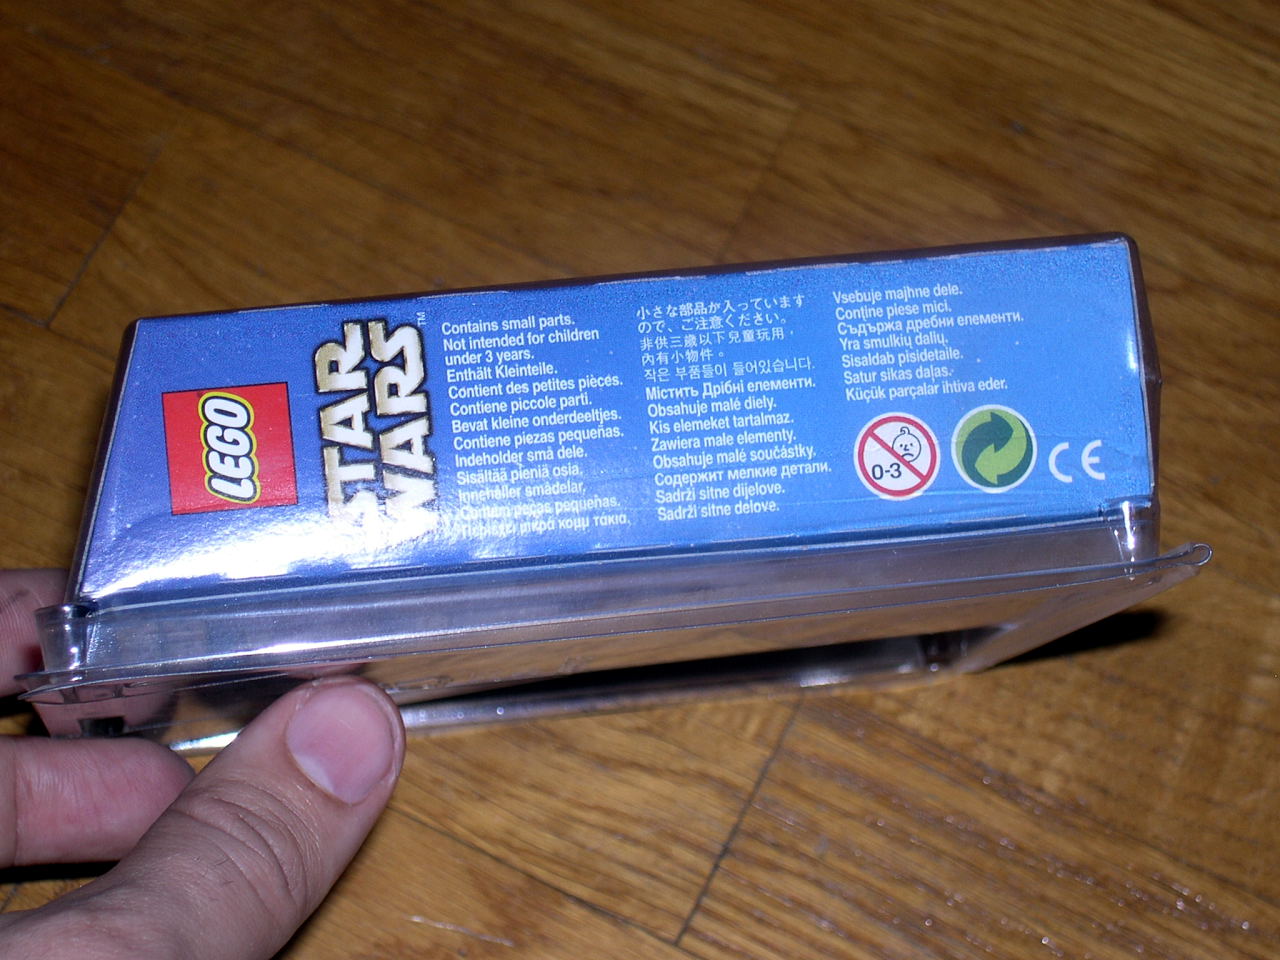 LEGO
STAR
WARS
TM
Contains small parts.
Not intended for children
under 3 years.
Enthält Kleinteile.
Contient des petites pièces.
Contiene piccole parti.
Bevat kleine onderdeeltjes.
Contiene piezas pequeñas.
Indeholder små dele.
Sisältää pieniä osia.
Innehåller smådelar.
Contém peças pequenas.
μικρά κομμ
小さな部品が入っています
ので、ご注意ください。
非供三歲以下兒童玩用，
內有小物件。
작은 부품들이 들어있습니다.
Містить Дрібні елементи.
Obsahuje malé diely.
Kis elemeket tartalmaz.
Zawiera małe elementy.
Obsahuje malé součástky.
Содержит мелкие детали.
Sadrži sitne dijelove.
Sadrži sitne delove.
Vsebuje majhne dele.
Conține piese mici.
Съдържа дребни елементи.
Yra smulkių dalių.
Sisaldab pisidetaile.
Satur sīkas daļas.
Küçük parçalar ihtiva eder.
0-3
CE